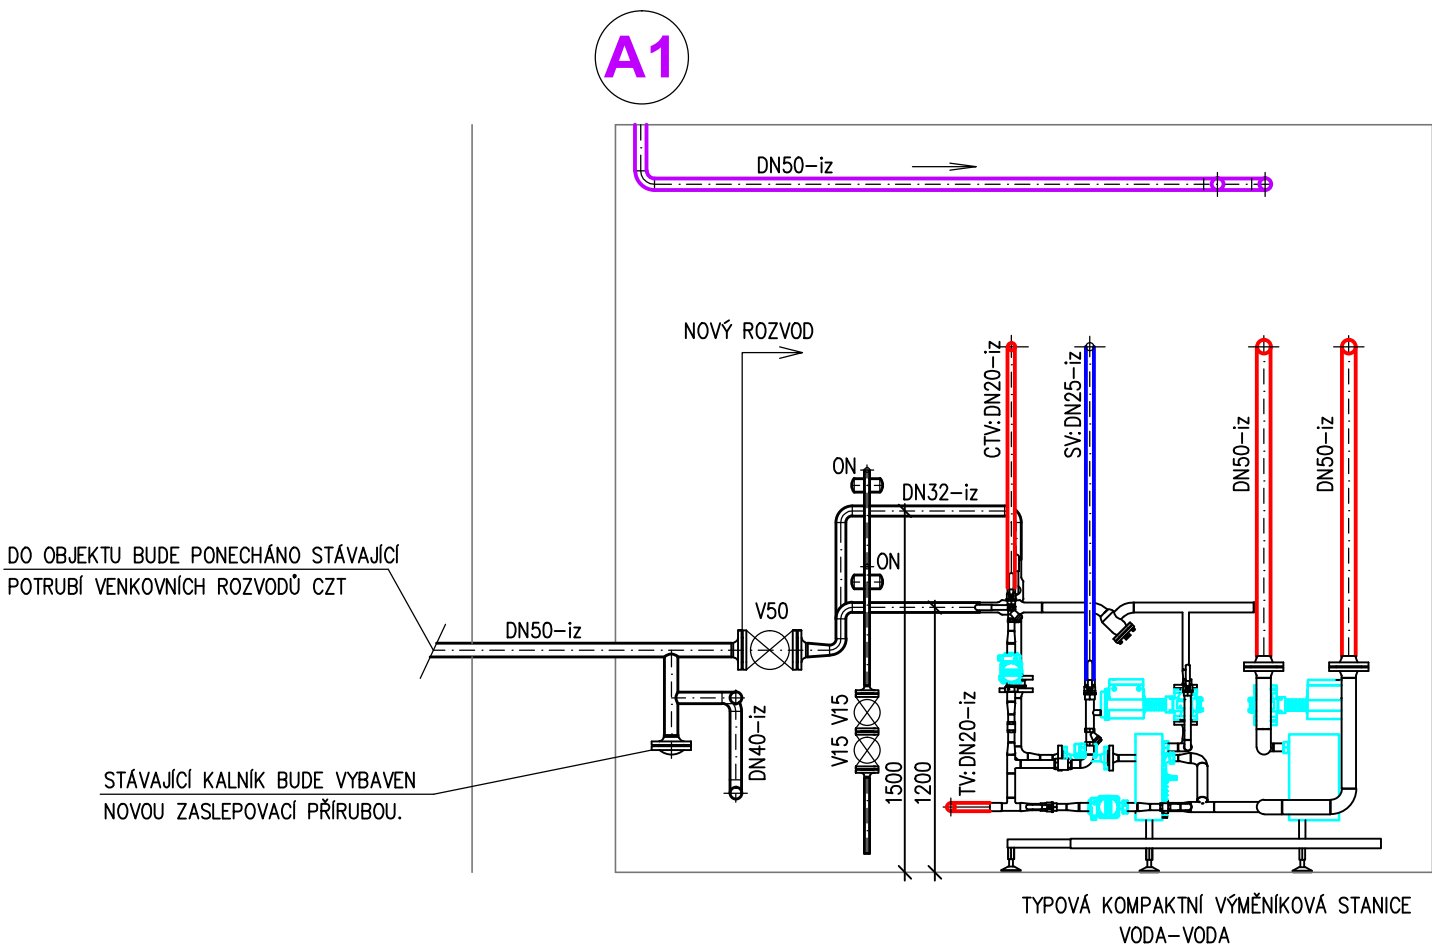 A1
DN50-iz
NOVÝ ROZVOD
CTV:DN20-iz
SV:DN25-iz
DN50-iz
DN50-iz
ON
DN32-iz
ON
DO OBJEKTU BUDE PONECHÁNO STÁVAJÍCÍ
POTRUBÍ VENKOVNÍCH ROZVODŮ CZT
DN50-iz
V50
V15 V15
DN40-iz
TV:DN20-iz
1500
1200
STÁVAJÍCÍ KALNÍK BUDE VYBAVEN
NOVOU ZASLEPOVACÍ PŘÍRUBOU.
TYPOVÁ KOMPAKTNÍ VÝMĚNÍKOVÁ STANICE
VODA-VODA